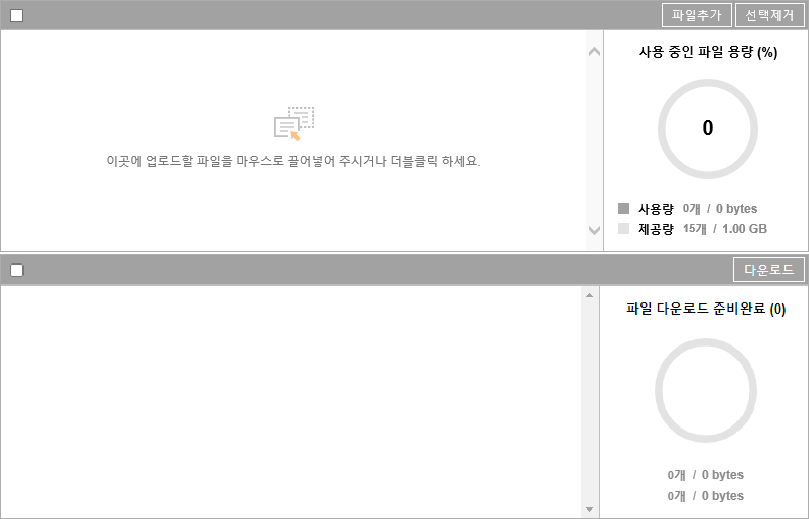 파일추가 선택제거
사용 중인 파일 용량 (%)
0
이곳에 업로드할 파일을 마우스로 끌어넣어 주시거나 더블클릭 하세요.
사용량 0개 / 0 bytes
제공량 15개 / 1.00 GB
다운로드
파일 다운로드 준비완료 (0)
0개 / 0 bytes
0개 / 0 bytes